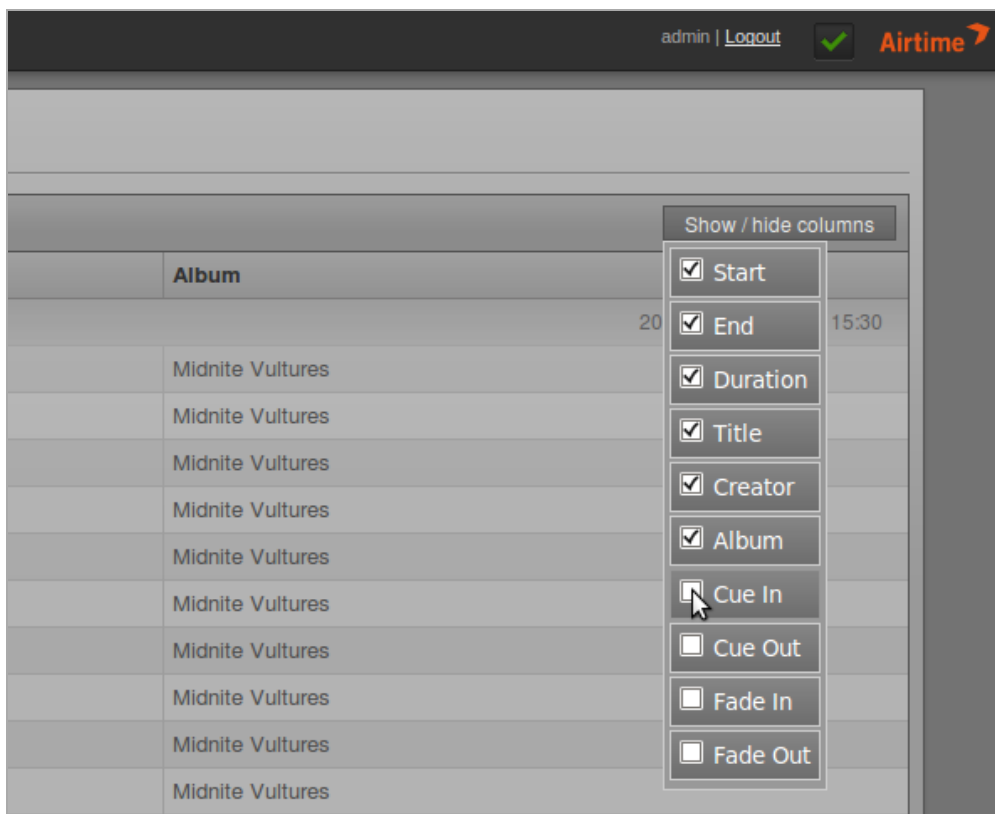 admin | Logout
Airtime
Show / hide columns
Album
Start
20
15:30
End
Midnite Vultures
Duration
Midnite Vultures
Title
Midnite Vultures
Creator
Midnite Vultures
Album
Midnite Vultures
Cue In
Midnite Vultures
Cue Out
Midnite Vultures
Fade In
Midnite Vultures
Fade Out
Midnite Vultures
Midnite Vultures